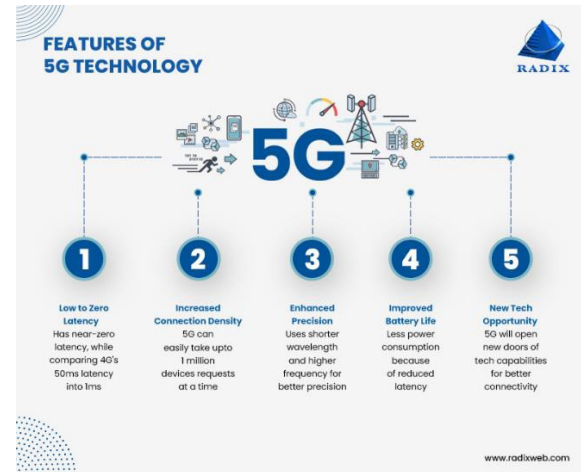 FEATURES OF
5G TECHNOLOGY
RADIX
5G
1
Low to Zero
Latency
Has near-zero
latency, while
comparing 4G's
50ms latency
into 1ms
2
Increased
Connection Density
5G can
easily take upto
1 million
devices requests
at a time
3
Enhanced
Precision
Uses shorter
wavelength
and higher
frequency for
better precision
4
Improved
Battery Life
Less power
consumption
because
of reduced
latency
5
New Tech
Opportunity
5G will open
new doors of
tech capabilities
for better
connectivity
www.radixweb.com